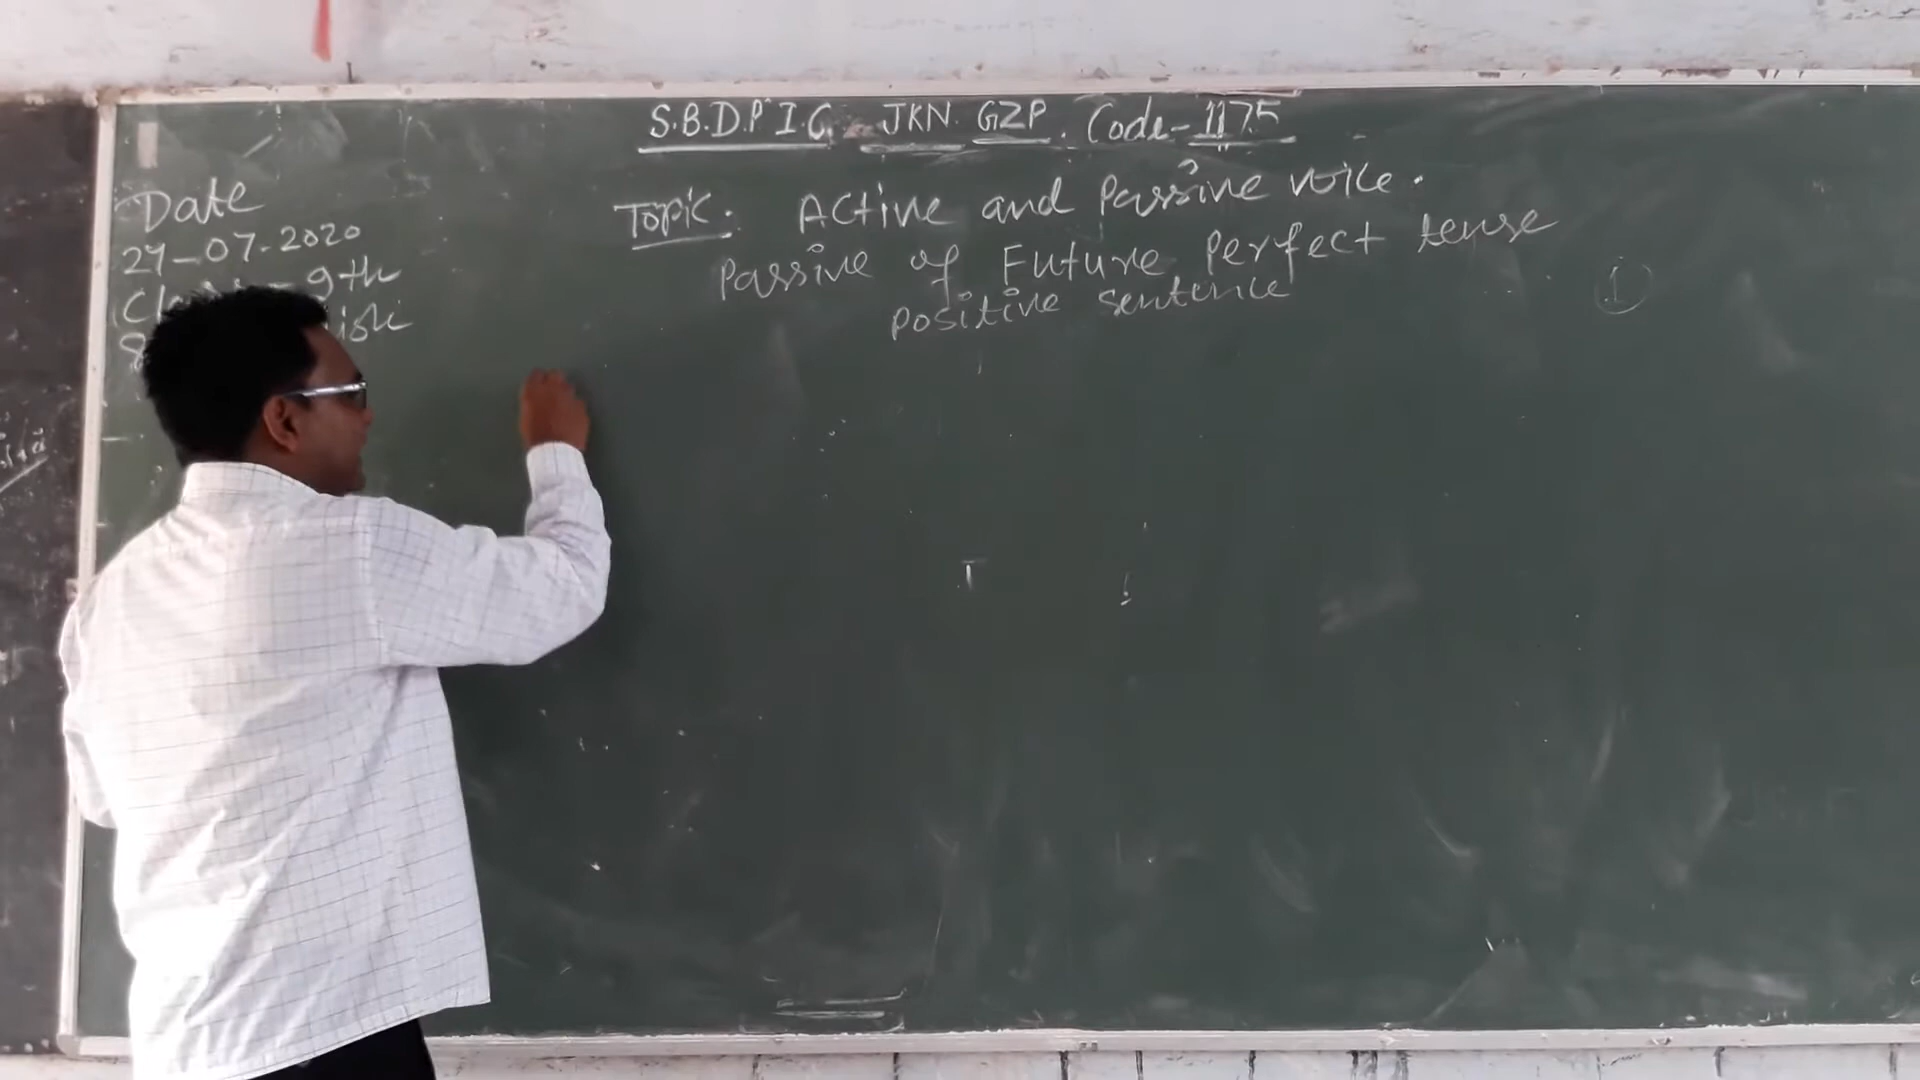 S.B.D.P I.C. JKN. GZP. Code-1175
Date
27-07-2020
9th
Topic: Active and Passive voice.
Passive of Future Perfect tense
positive sentence
1